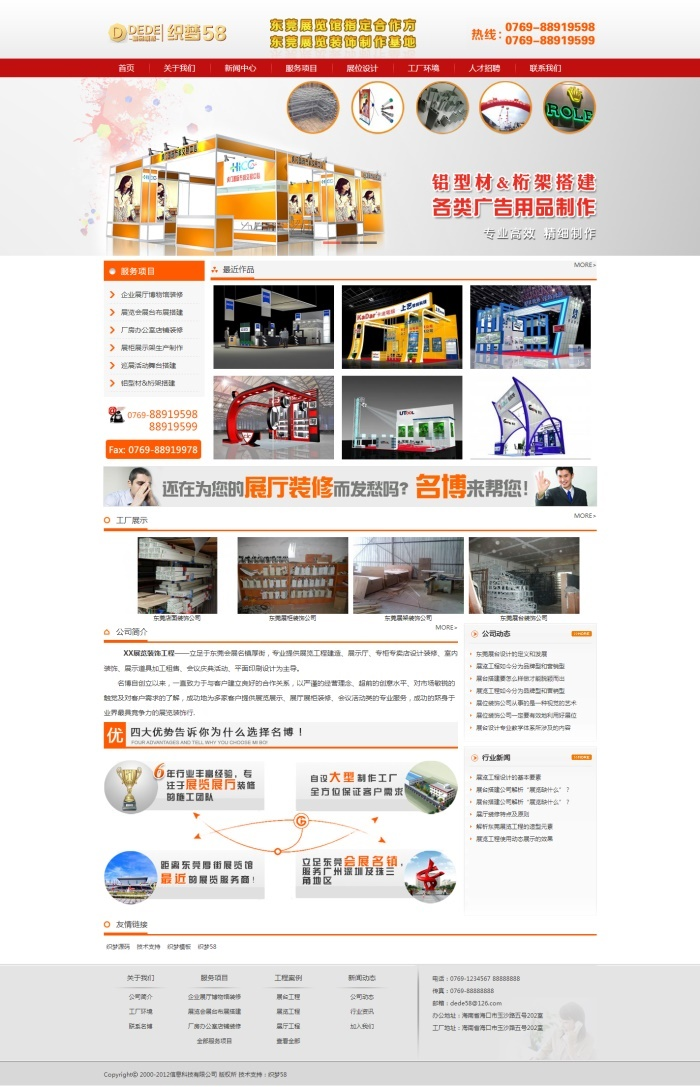 DEDE 织梦58
东莞展览馆指定合作方
东莞展览装饰制作基地
热线: 0769-88919598
0769-88919599
首页 关于我们 新闻中心 服务项目 展位设计 工厂环境 人才招聘 联系我们
铝型材&桁架搭建
各类广告用品制作
专业高效 精细制作
服务项目
企业展厅博物馆装修
展览会展台布展搭建
厂房办公室店铺装修
展柜展示架生产制作
巡展活动舞台搭建
铝型材&桁架搭建
0769-88919598
88919599
Fax: 0769-88919978
最近作品 MORE»
还在为您的展厅装修而发愁吗? 名博来帮您!
工厂展示 MORE»
东莞店面装饰公司 东莞展柜装饰公司 东莞展架装饰公司 东莞展台装饰公司
公司简介 MORE»
XX展览装饰工程——立足于东莞会展名镇厚街,专业提供展览工程建造、展示厅、专柜专卖店设计装修、室内
装饰、展示道具加工租售、会议庆典活动、平面印刷设计为主导。
名博自创立以来,一直致力于与客户建立良好的合作关系,以严谨的经营理念、超前的创意水平、对市场敏锐的
触觉及对客户需求的了解,成功地为多家客户提供展览展示、展厅展柜装修、会议活动类的专业服务,成功的跻身于
业界最具竞争力的展览装饰行.
优 四大优势告诉你为什么选择名博!
YOUR ADVANTAGES AND TELL WHY YOU CHOOSE MI BO!
6年行业丰富经验,专
注于展览展厅装修
的施工团队
自设大型制作工厂
全方位保证客户需求
距离东莞厚街展览馆
最近的展览服务商!
立足东莞会展名镇,
服务广州深圳及珠三
角地区
公司动态
东莞展台设计的定义和发展
展览工程如今分为品牌型和营销型
展台搭建要怎么样做才能脱颖而出
展览工程如今分为品牌型和营销型
展位装饰公司从事的是一种视觉的艺术
展位装饰公司一定要有效地利用好展位
展台设计专业数字体系所涉及的内容
行业新闻
展览工程设计的基本要素
展台搭建公司解析“展览缺什么”?
展台搭建公司解析“展览缺什么”?
展厅维修特点及原则
解析东莞展览工程的造型元素
展览工程使用动态展示的效果
友情链接
织梦源码 技术支持 织梦模板 织梦58
关于我们 服务项目 工程案例 新闻动态
公司简介 企业展厅博物馆装修 展台工程 公司动态
工厂环境 展览会展台布展搭建 展览工程 行业资讯
联系名博 厂房办公室店铺装修 展厅工程 加入我们
全部服务项目 查看全部
电话:0769-1234567 88888888
传真:0769-88888888
邮箱:dede58@126.com
办公地址:海南省海口市玉沙路五号202室
工厂地址:海南省海口市玉沙路五号202室
Copyright© 2000-2012信息科技有限公司 版权所 技术支持:织梦58